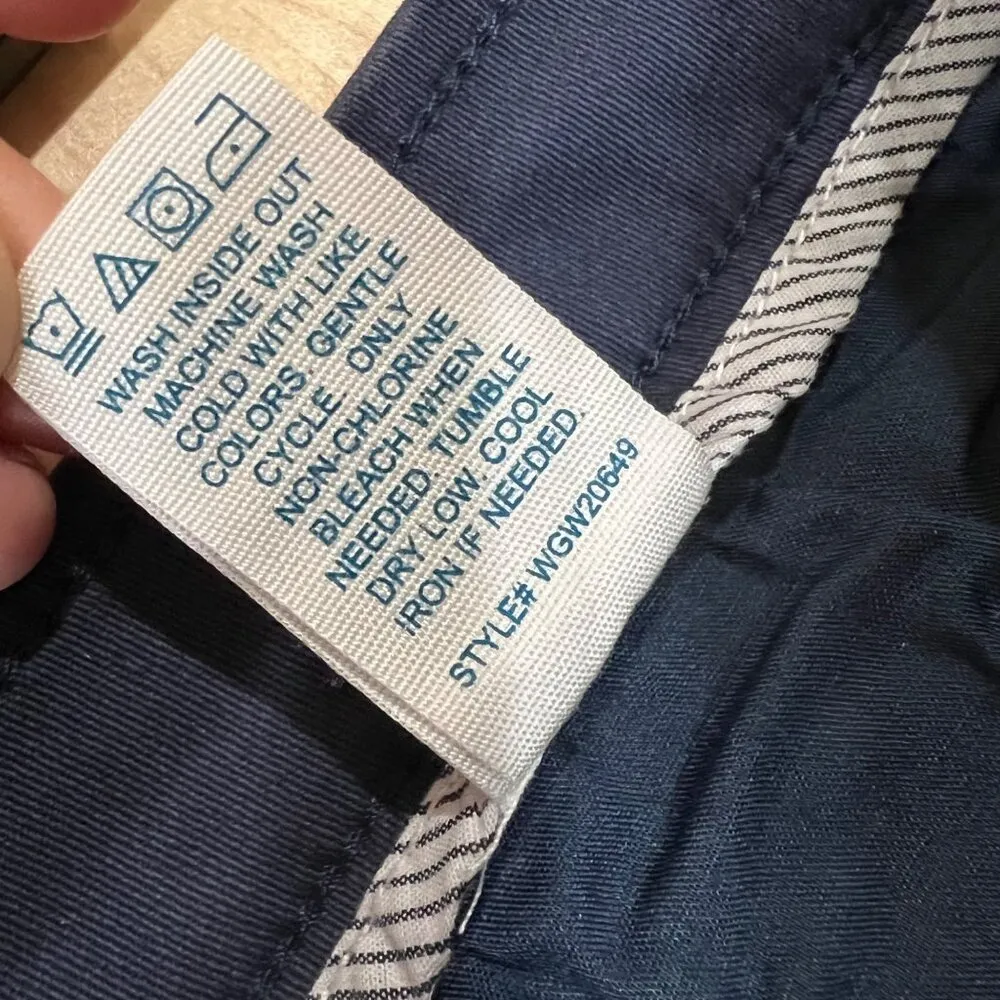 WASH INSIDE OUT
MACHINE WASH
COLD WITH LIKE
COLORS. GENTLE
CYCLE ONLY
NON-CHLORINE
BLEACH WHEN
NEEDED. TUMBLE
DRY LOW. COOL
IRON IF NEEDED.
STYLE# WGW20649